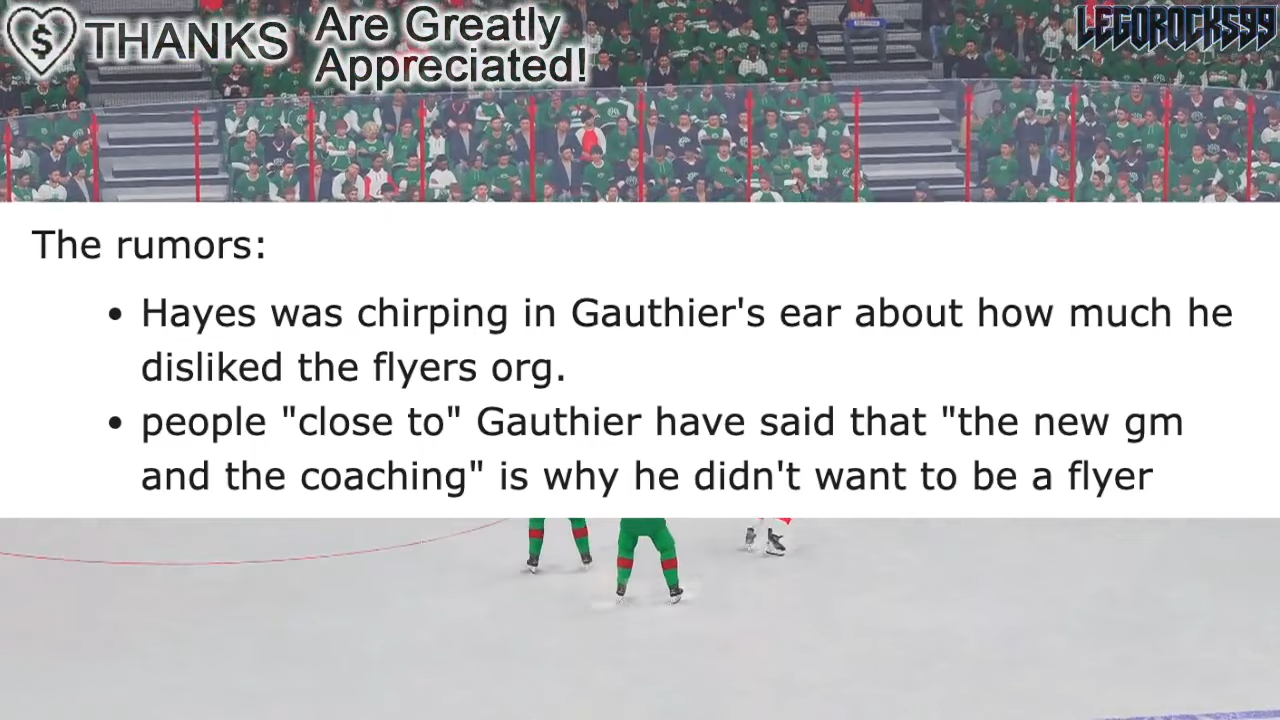 THANKS
Are Greatly
Appreciated!
LEGOROCKS99
The rumors:
• Hayes was chirping in Gauthier's ear about how much he
disliked the flyers org.
• people "close to" Gauthier have said that "the new gm
and the coaching" is why he didn't want to be a flyer